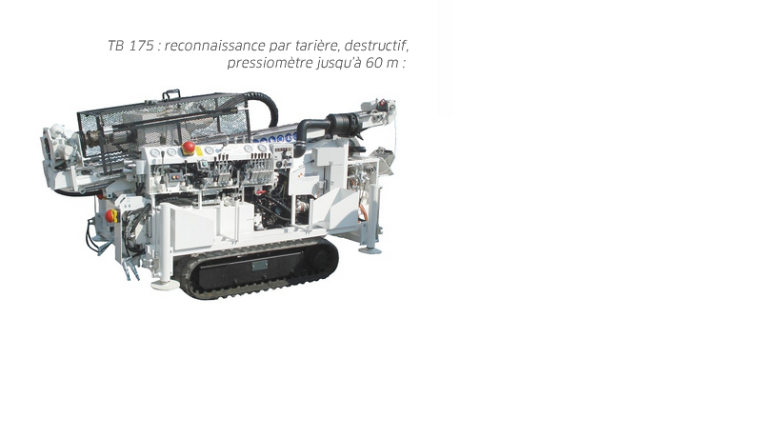 TB 175 : reconnaissance par tarière, destructif,
pressiomètre jusqu'à 60 m :